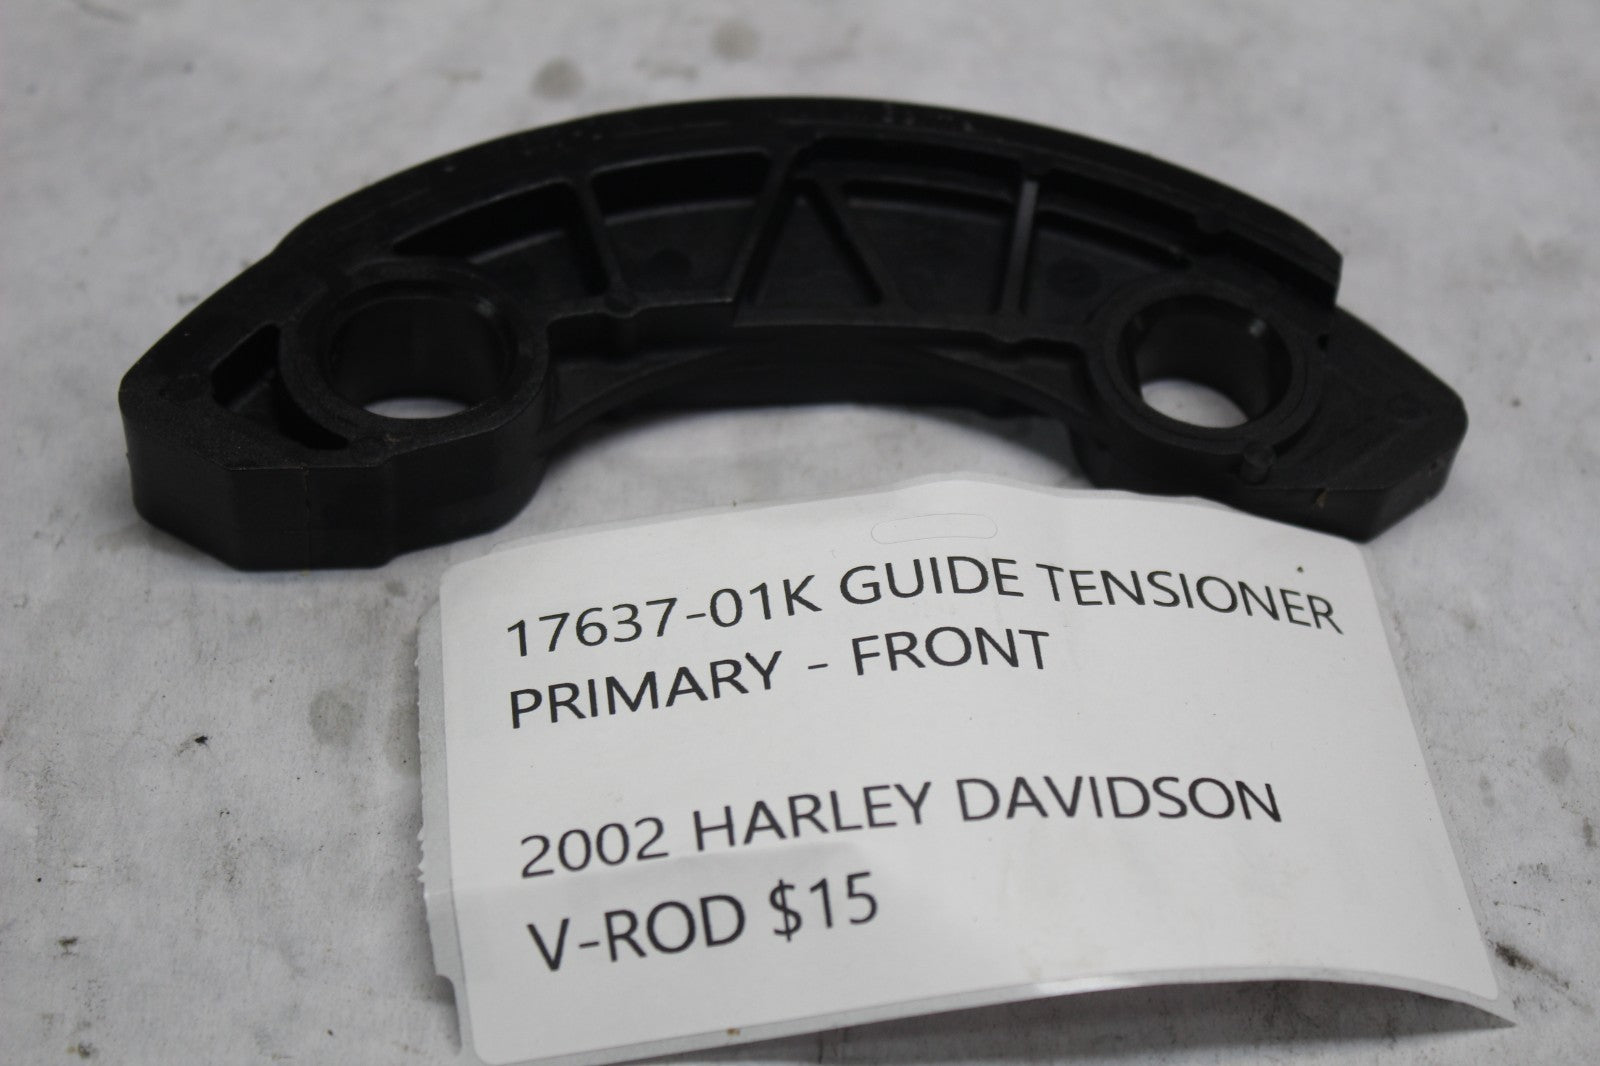 17637-01K GUIDE TENSIONER
PRIMARY - FRONT
2002 HARLEY DAVIDSON
V-ROD $15